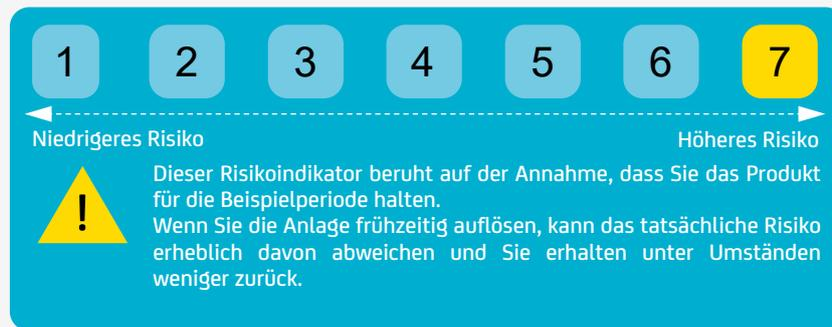 1 2 3 4 5 6 7
Niedrigeres Risiko Höheres Risiko
!
Dieser Risikoindikator beruht auf der Annahme, dass Sie das Produkt
für die Beispielperiode halten.
Wenn Sie die Anlage frühzeitig auflösen, kann das tatsächliche Risiko
erheblich davon abweichen und Sie erhalten unter Umständen
weniger zurück.